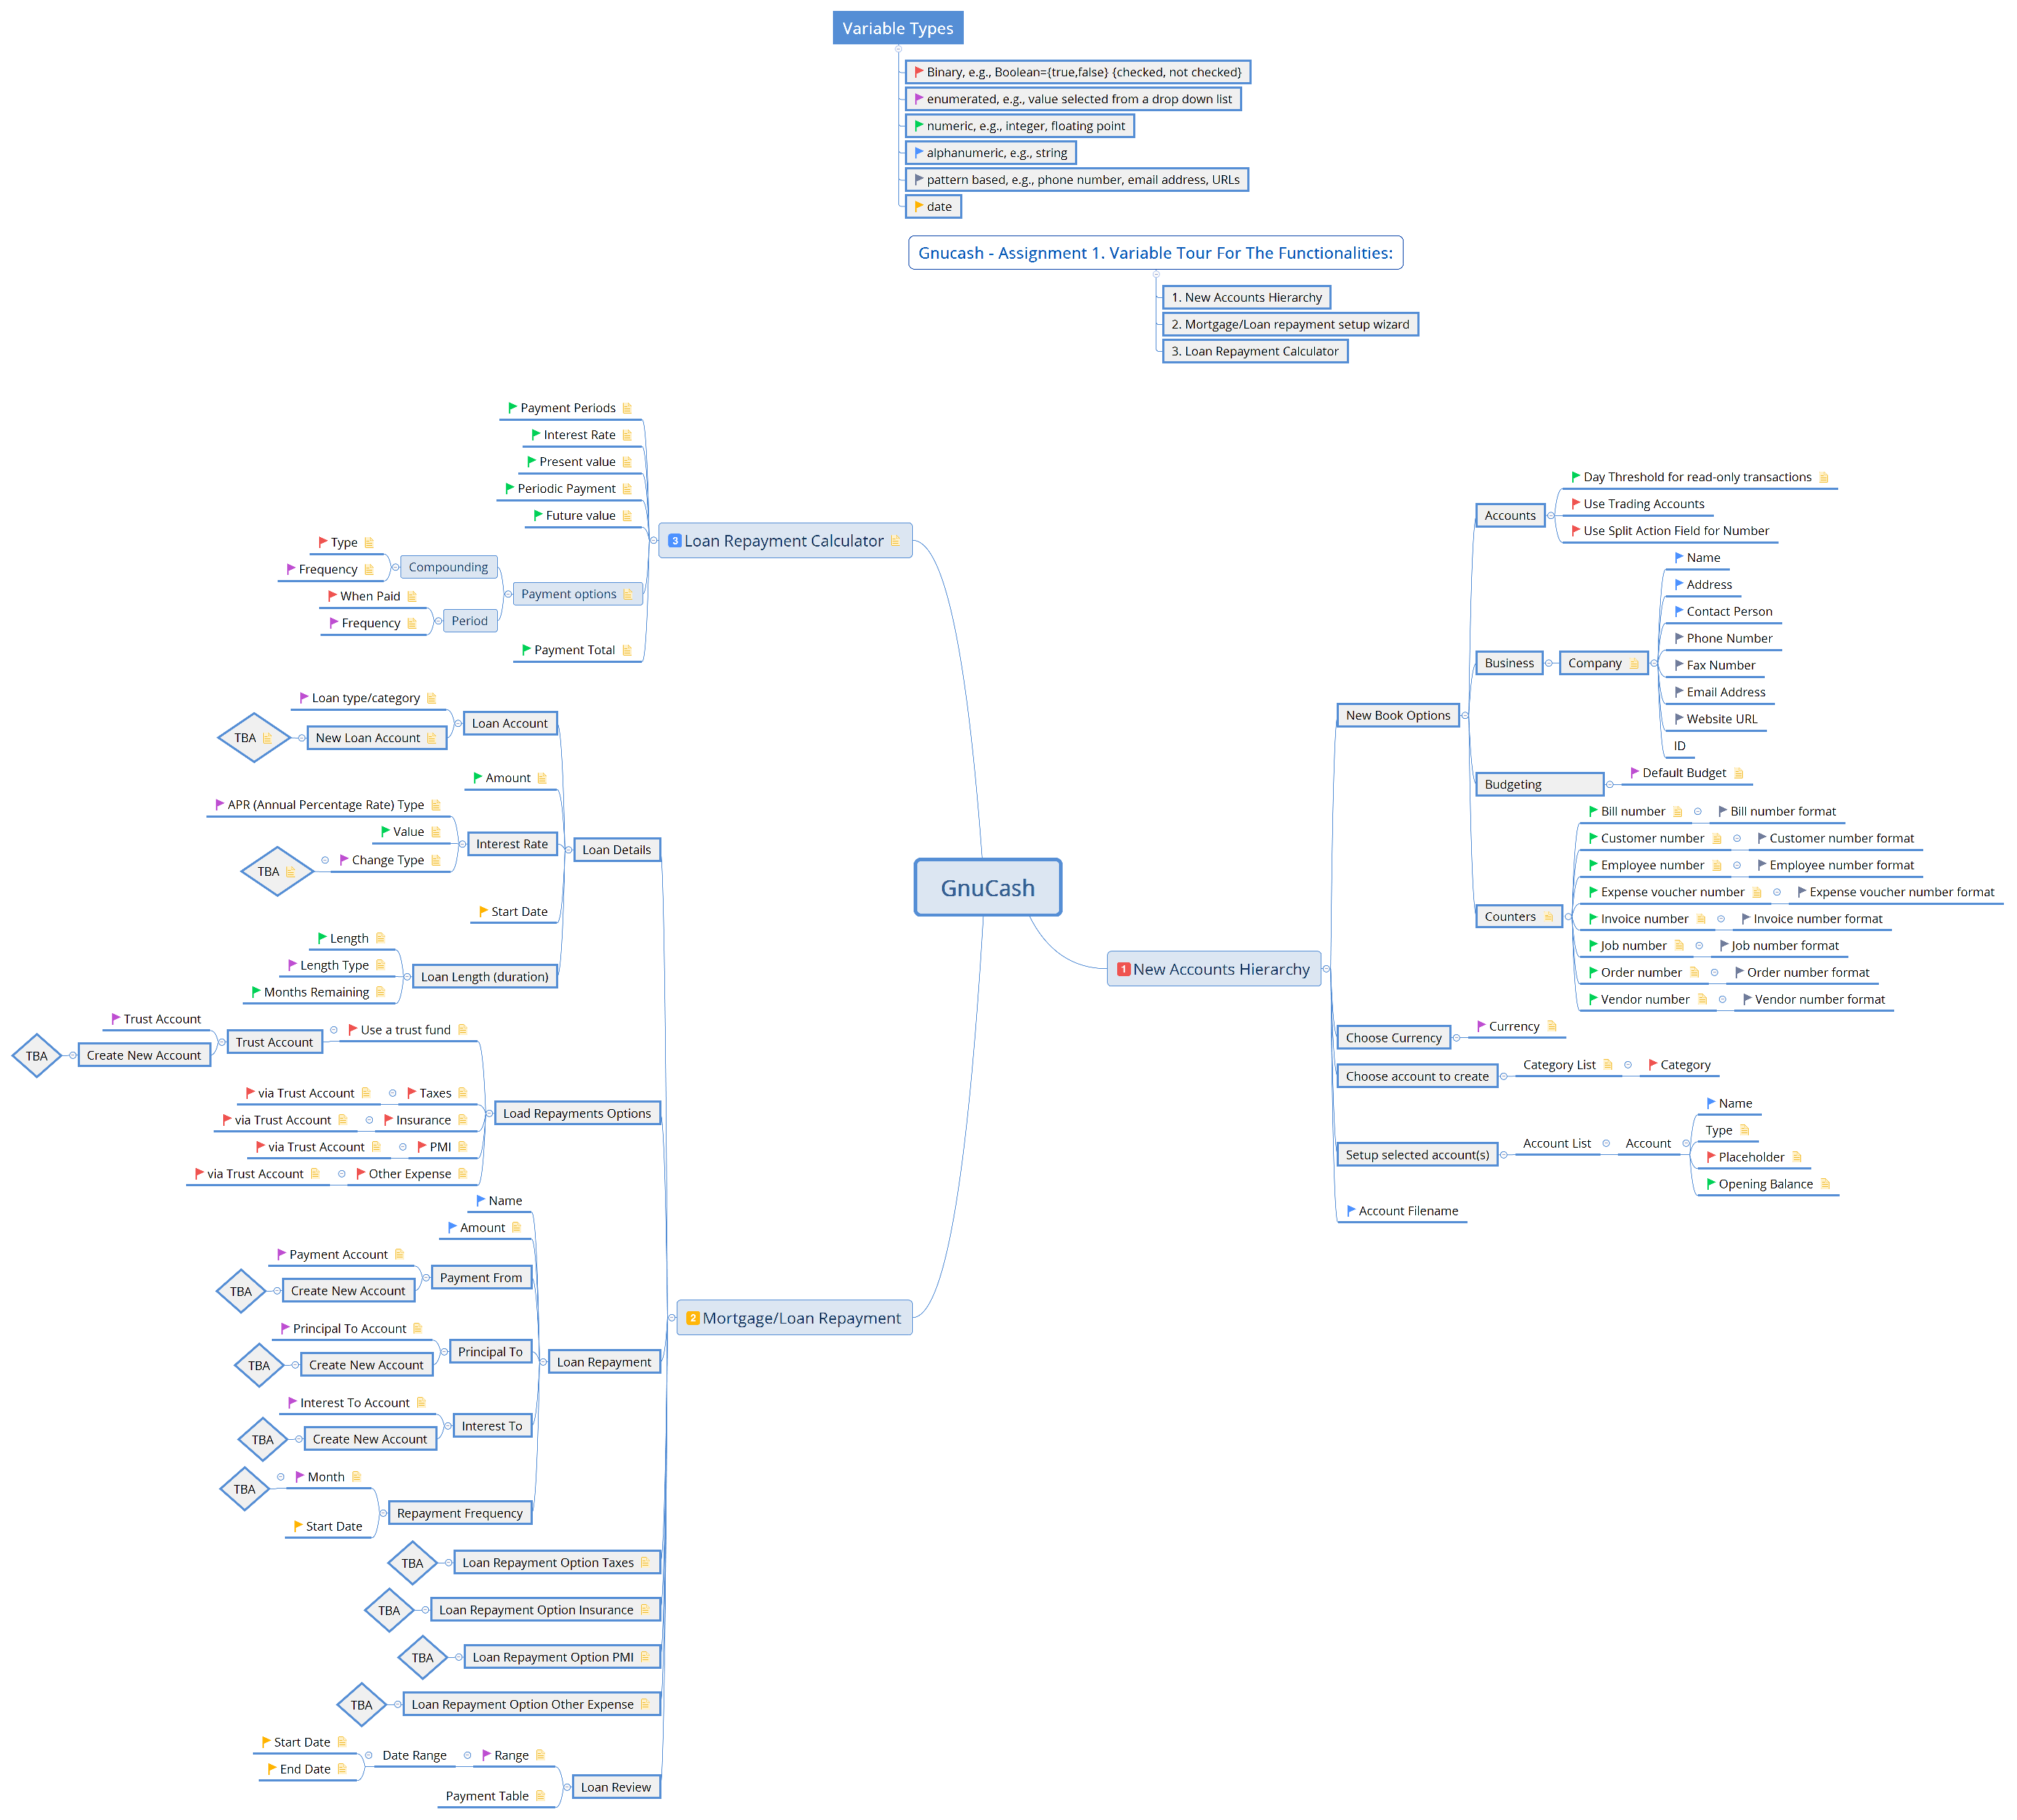 Variable Types
Binary, e.g., Boolean={true,false} {checked, not checked}
enumerated, e.g., value selected from a drop down list
numeric, e.g., integer, floating point
alphanumeric, e.g., string
pattern based, e.g., phone number, email address, URLs
date
Gnucash - Assignment 1. Variable Tour For The Functionalities:
1. New Accounts Hierarchy
2. Mortgage/Loan repayment setup wizard
3. Loan Repayment Calculator
GnuCash
3 Loan Repayment Calculator
Payment Periods
Interest Rate
Present value
Periodic Payment
Future value
Payment options
Compounding
Type
Frequency
Period
When Paid
Frequency
Payment Total
1 New Accounts Hierarchy
New Book Options
Accounts
Day Threshold for read-only transactions
Use Trading Accounts
Use Split Action Field for Number
Business
Company
Name
Address
Contact Person
Phone Number
Fax Number
Email Address
Website URL
ID
Budgeting
Default Budget
Counters
Bill number
Bill number format
Customer number
Customer number format
Employee number
Employee number format
Expense voucher number
Expense voucher number format
Invoice number
Invoice number format
Job number
Job number format
Order number
Order number format
Vendor number
Vendor number format
Choose Currency
Currency
Choose account to create
Category List
Category
Setup selected account(s)
Account List
Account
Name
Type
Placeholder
Opening Balance
Account Filename
2 Mortgage/Loan Repayment
Loan Details
Loan Account
Loan type/category
New Loan Account
TBA
Amount
Interest Rate
APR (Annual Percentage Rate) Type
Value
Change Type
TBA
Start Date
Loan Length (duration)
Length
Length Type
Months Remaining
Load Repayments Options
Use a trust fund
Trust Account
Trust Account
Create New Account
TBA
Taxes
via Trust Account
Insurance
via Trust Account
PMI
via Trust Account
Other Expense
via Trust Account
Loan Repayment
Name
Amount
Payment From
Payment Account
Create New Account
TBA
Principal To
Principal To Account
Create New Account
TBA
Interest To
Interest To Account
Create New Account
TBA
Repayment Frequency
Month
TBA
Start Date
Loan Repayment Option Taxes
TBA
Loan Repayment Option Insurance
TBA
Loan Repayment Option PMI
TBA
Loan Repayment Option Other Expense
TBA
Loan Review
Range
Date Range
Start Date
End Date
Payment Table